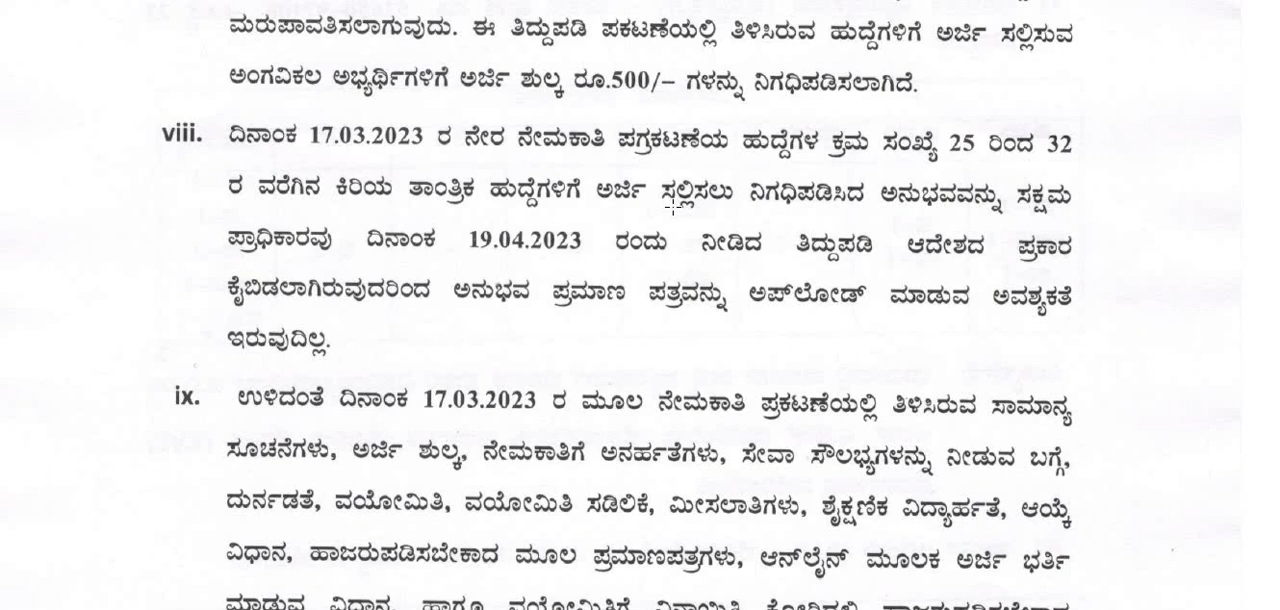 ಮರುಪಾವತಿಸಲಾಗುವುದು. ಈ ತಿದ್ದುಪಡಿ ಪಕಟಣೆಯಲ್ಲಿ ತಿಳಿಸಿರುವ ಹುದ್ದೆಗಳಿಗೆ ಅರ್ಜಿ ಸಲ್ಲಿಸುವ
ಅಂಗವಿಕಲ ಅಭ್ಯರ್ಥಿಗಳಿಗೆ ಅರ್ಜಿ ಶುಲ್ಕ ರೂ.500/– ಗಳನ್ನು ನಿಗಧಿಪಡಿಸಲಾಗಿದೆ.
viii. ದಿನಾಂಕ 17.03.2023 ರ ನೇರ ನೇಮಕಾತಿ ಪಗ್ರಕಟಣೆಯ ಹುದ್ದೆಗಳ ಕ್ರಮ ಸಂಖ್ಯೆ 25 ರಿಂದ 32
ರ ವರೆಗಿನ ಕಿರಿಯ ತಾಂತ್ರಿಕ ಹುದ್ದೆಗಳಿಗೆ ಅರ್ಜಿ ಸಲ್ಲಿಸಲು ನಿಗಧಿಪಡಿಸಿದ ಅನುಭವವನ್ನು ಸಕ್ಷಮ
ಪ್ರಾಧಿಕಾರವು ದಿನಾಂಕ 19.04.2023 ರಂದು ನೀಡಿದ ತಿದ್ದುಪಡಿ ಆದೇಶದ ಪ್ರಕಾರ
ಕೈಬಿಡಲಾಗಿರುವುದರಿಂದ ಅನುಭವ ಪ್ರಮಾಣ ಪತ್ರವನ್ನು ಅಪ್‌ಲೋಡ್ ಮಾಡುವ ಅವಶ್ಯಕತೆ
ಇರುವುದಿಲ್ಲ.
ix. ಉಳಿದಂತೆ ದಿನಾಂಕ 17.03.2023 ರ ಮೂಲ ನೇಮಕಾತಿ ಪ್ರಕಟಣೆಯಲ್ಲಿ ತಿಳಿಸಿರುವ ಸಾಮಾನ್ಯ
ಸೂಚನೆಗಳು, ಅರ್ಜಿ ಶುಲ್ಕ, ನೇಮಕಾತಿಗೆ ಅನರ್ಹತೆಗಳು, ಸೇವಾ ಸೌಲಭ್ಯಗಳನ್ನು ನೀಡುವ ಬಗ್ಗೆ,
ದುರ್ನಡತೆ, ವಯೋಮಿತಿ, ವಯೋಮಿತಿ ಸಡಿಲಿಕೆ, ಮೀಸಲಾತಿಗಳು, ಶೈಕ್ಷಣಿಕ ವಿದ್ಯಾರ್ಹತೆ, ಆಯ್ಕೆ
ವಿಧಾನ, ಹಾಜರುಪಡಿಸಬೇಕಾದ ಮೂಲ ಪ್ರಮಾಣಪತ್ರಗಳು, ಆನ್‌ಲೈನ್ ಮೂಲಕ ಅರ್ಜಿ ಭರ್ತಿ
ಮಾಡುವ ವಿಧಾನ, ಹಾಗೂ ವಯೋಮಿತಿಗೆ